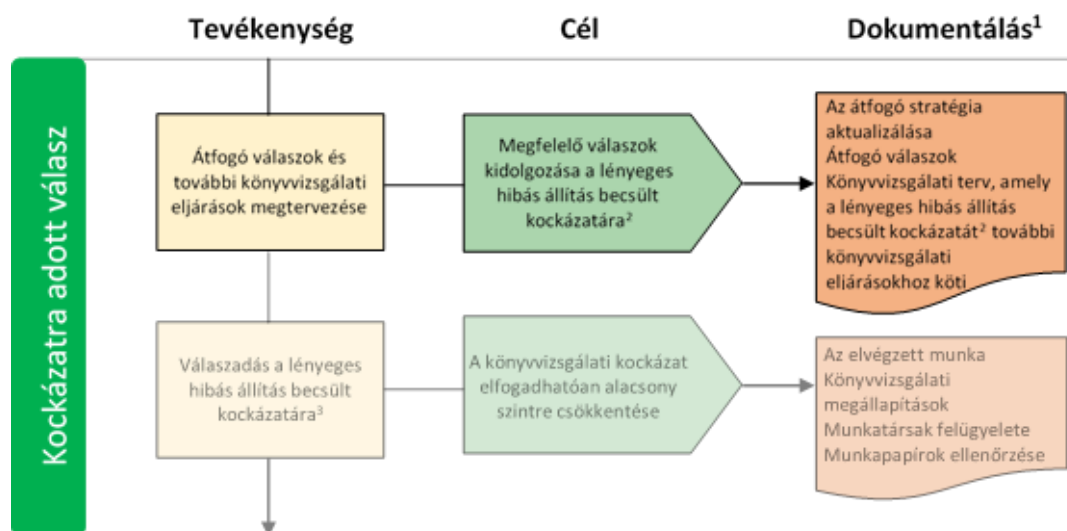 Tevékenység
Cél
Dokumentálás¹
Kockázatra adott válasz
Átfogó válaszok és
további könyvvizsgálati
eljárások megtervezése
Megfelelő válaszok
kidolgozása a lényeges
hibás állítás becsült
kockázatára²
Az átfogó stratégia
aktualizálása
Átfogó válaszok
Könyvvizsgálati terv, amely
a lényeges hibás állítás
becsült kockázatát² további
könyvvizsgálati
eljárásokhoz köti
Válaszadás a lényeges
hibás állítás becsült
kockázatára³
A könyvvizsgálati kockázat
elfogadhatóan alacsony
szintre csökkentése
Az elvégzett munka
Könyvvizsgálati
megállapítások
Munkatársak felügyelete
Munkapapírok ellenőrzése